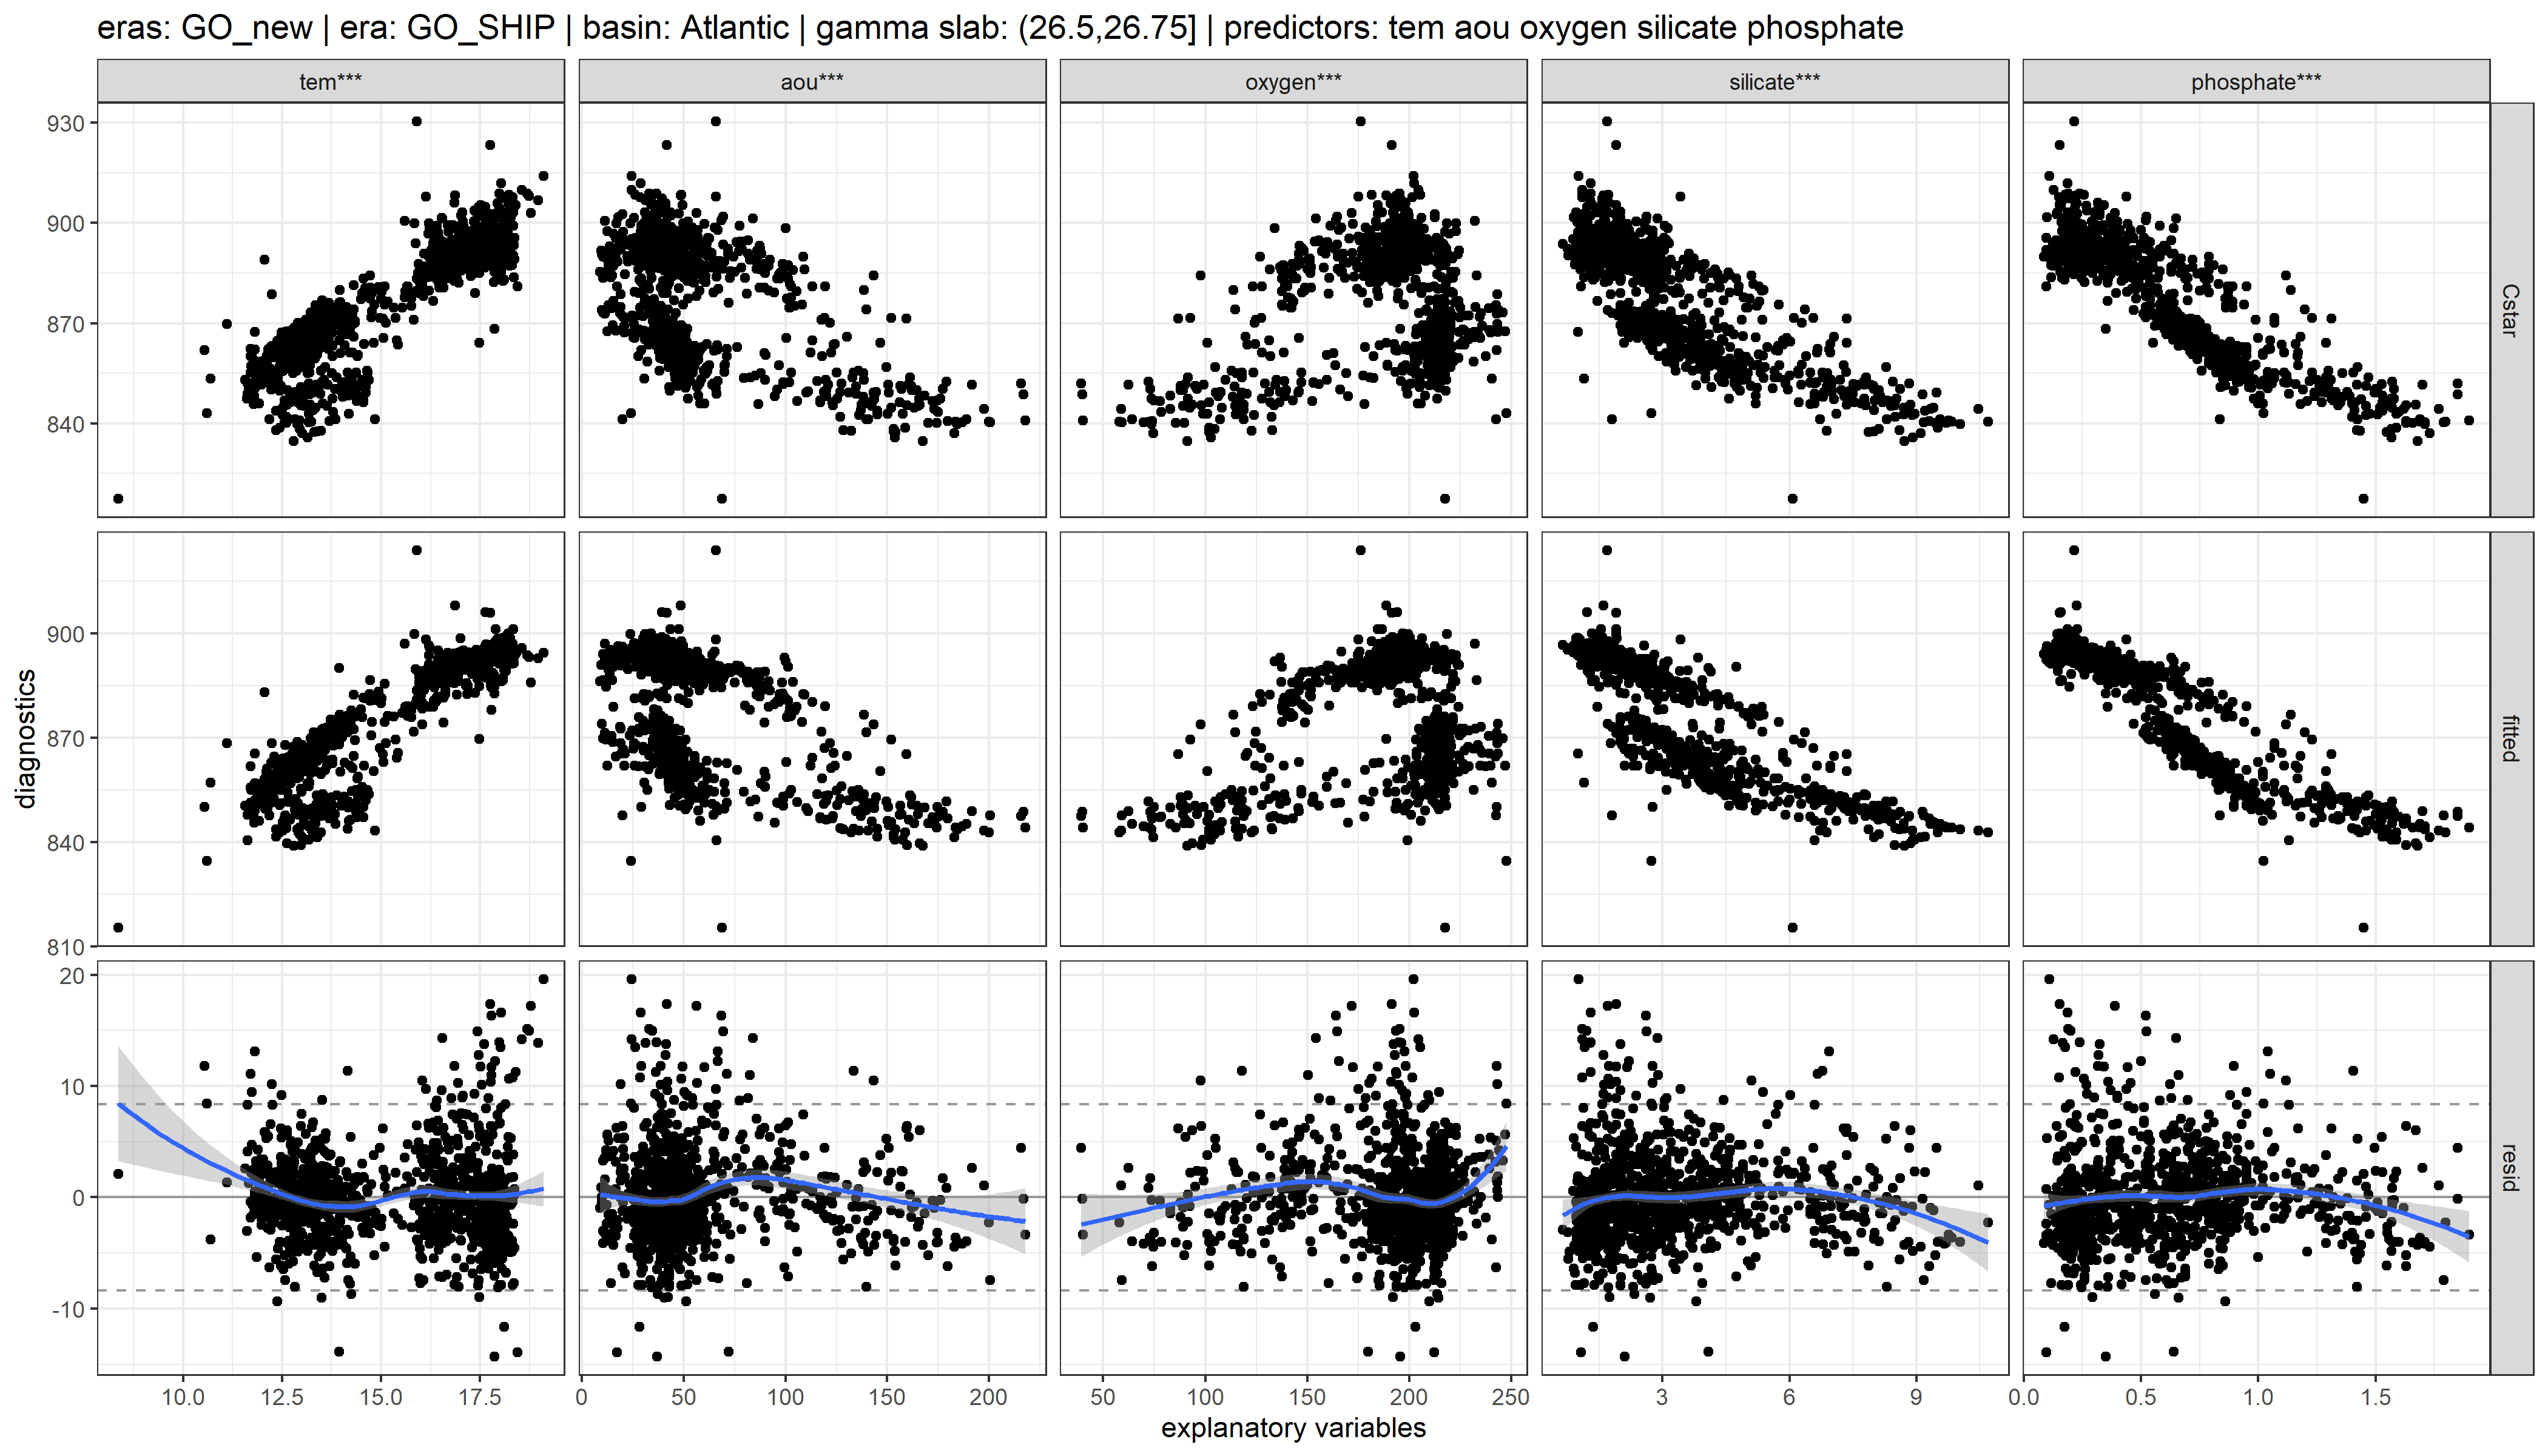 eras: GO_new | era: GO_SHIP | basin: Atlantic | gamma slab: (26.5,26.75] | predictors: tem aou oxygen silicate phosphate
tem*** aou*** oxygen*** silicate*** phosphate***
930
900
870
840
Cstar
900
870
840
810
fitted
diagnostics
20
10
0
-10
resid
10.0 12.5 15.0 17.5 0 50 100 150 200 50 100 150 200 250 3 6 9 0.0 0.5 1.0 1.5
explanatory variables